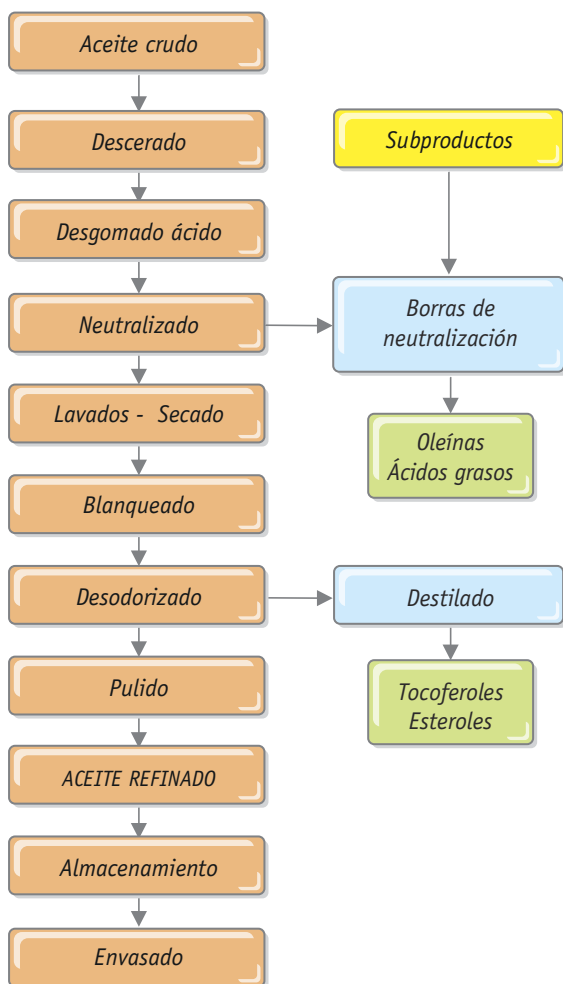 Aceite crudo
Descerado
Subproductos
Desgomado ácido
Neutralizado
Borras de
neutralización
Lavados - Secado
Oleínas
Ácidos grasos
Blanqueado
Desodorizado
Destilado
Pulido
Tocoferoles
Esteroles
ACEITE REFINADO
Almacenamiento
Envasado